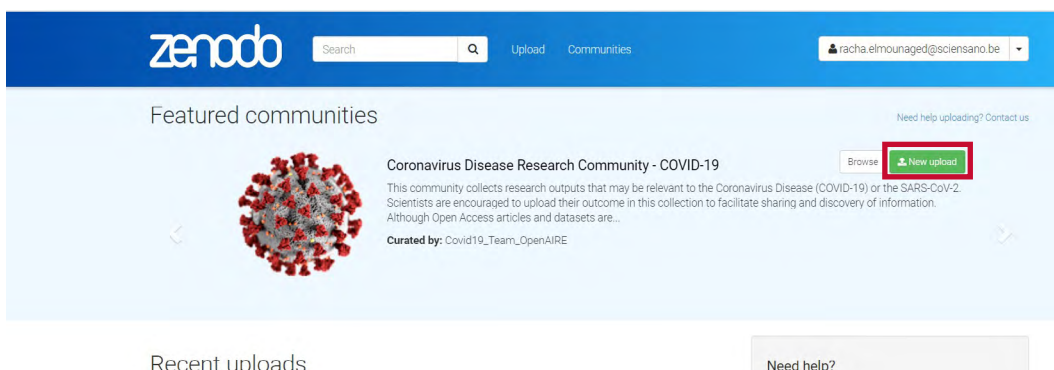 zenodo
Search
Upload
Communities
racha.elmounaged@sciensano.be
Featured communities
Need help uploading? Contact us
Coronavirus Disease Research Community - COVID-19
Browse
New upload
This community collects research outputs that may be relevant to the Coronavirus Disease (COVID-19) or the SARS-CoV-2.
Scientists are encouraged to upload their outcome in this collection to facilitate sharing and discovery of information.
Although Open Access articles and datasets are...
Curated by: Covid19_Team_OpenAIRE
Recent uploads
Need help?